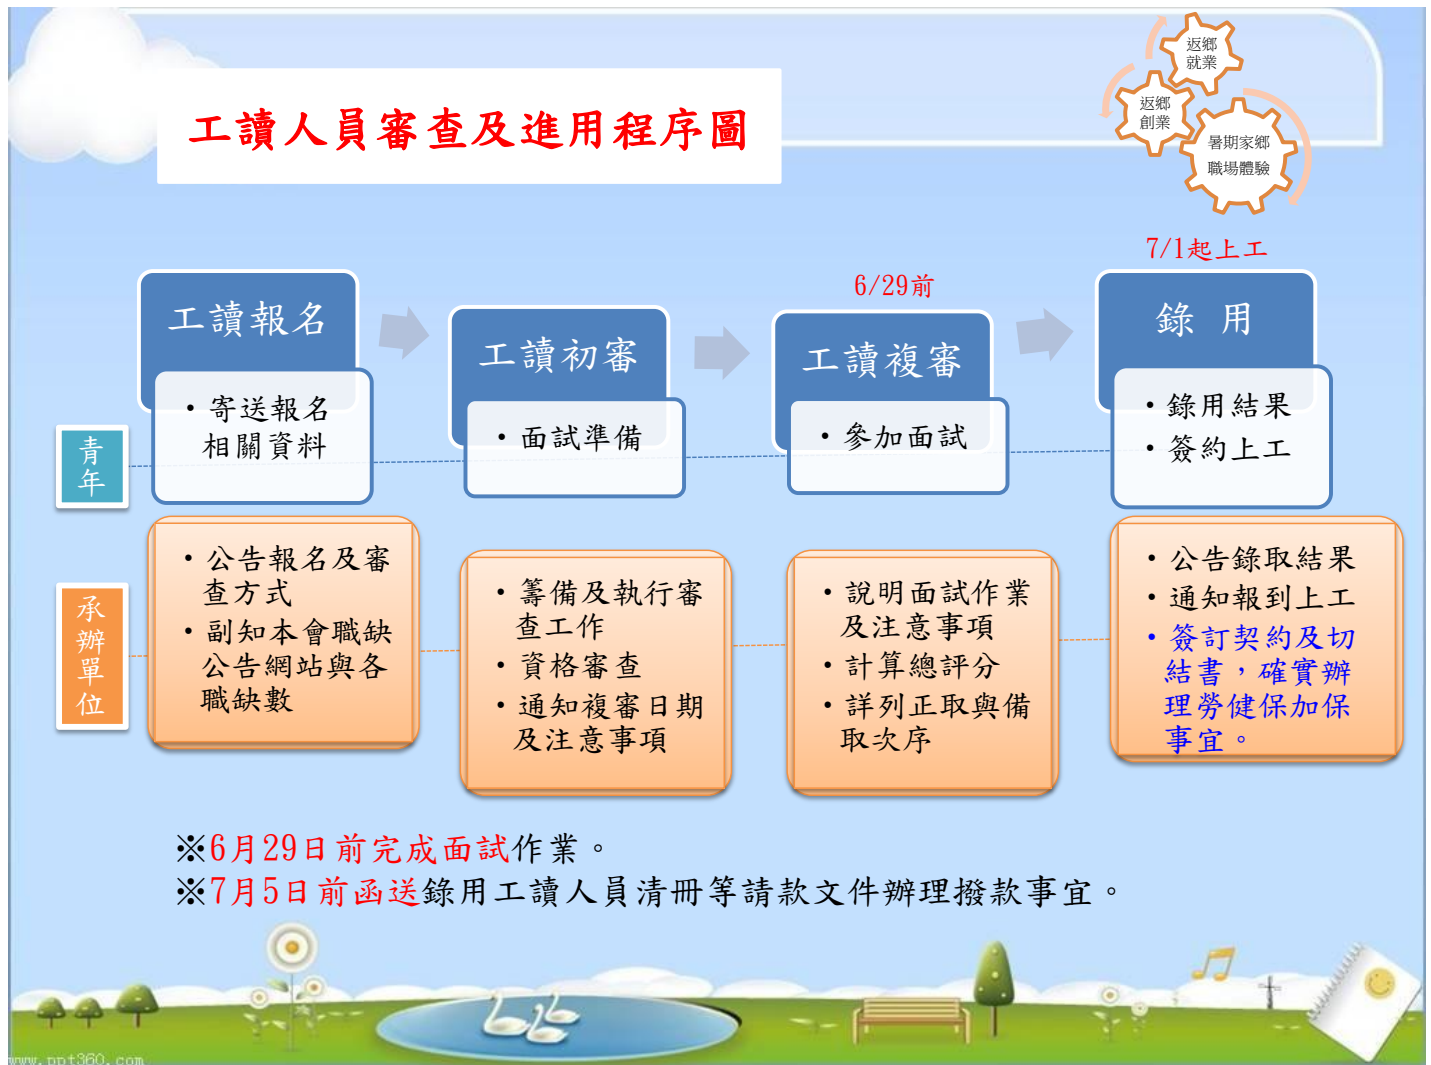 返鄉
就業
返鄉
創業
暑期家鄉
職場體驗
工讀人員審查及進用程序圖
7/1起上工
6/29前
工讀報名
工讀初審
工讀複審
錄 用
青年
•寄送報名
相關資料
•面試準備
•參加面試
•錄用結果
•簽約上工
承辦單位
•公告報名及審
查方式
•副知本會職缺
公告網站與各
職缺數
•籌備及執行審
查工作
•資格審查
•通知複審日期
及注意事項
•說明面試作業
及注意事項
•計算總評分
•詳列正取與備
取次序
•公告錄取結果
•通知報到上工
•簽訂契約及切
結書，確實辦
理勞健保加保
事宜。
※6月29日前完成面試作業。
※7月5日前函送錄用工讀人員清冊等請款文件辦理撥款事宜。
www.ppt360.com